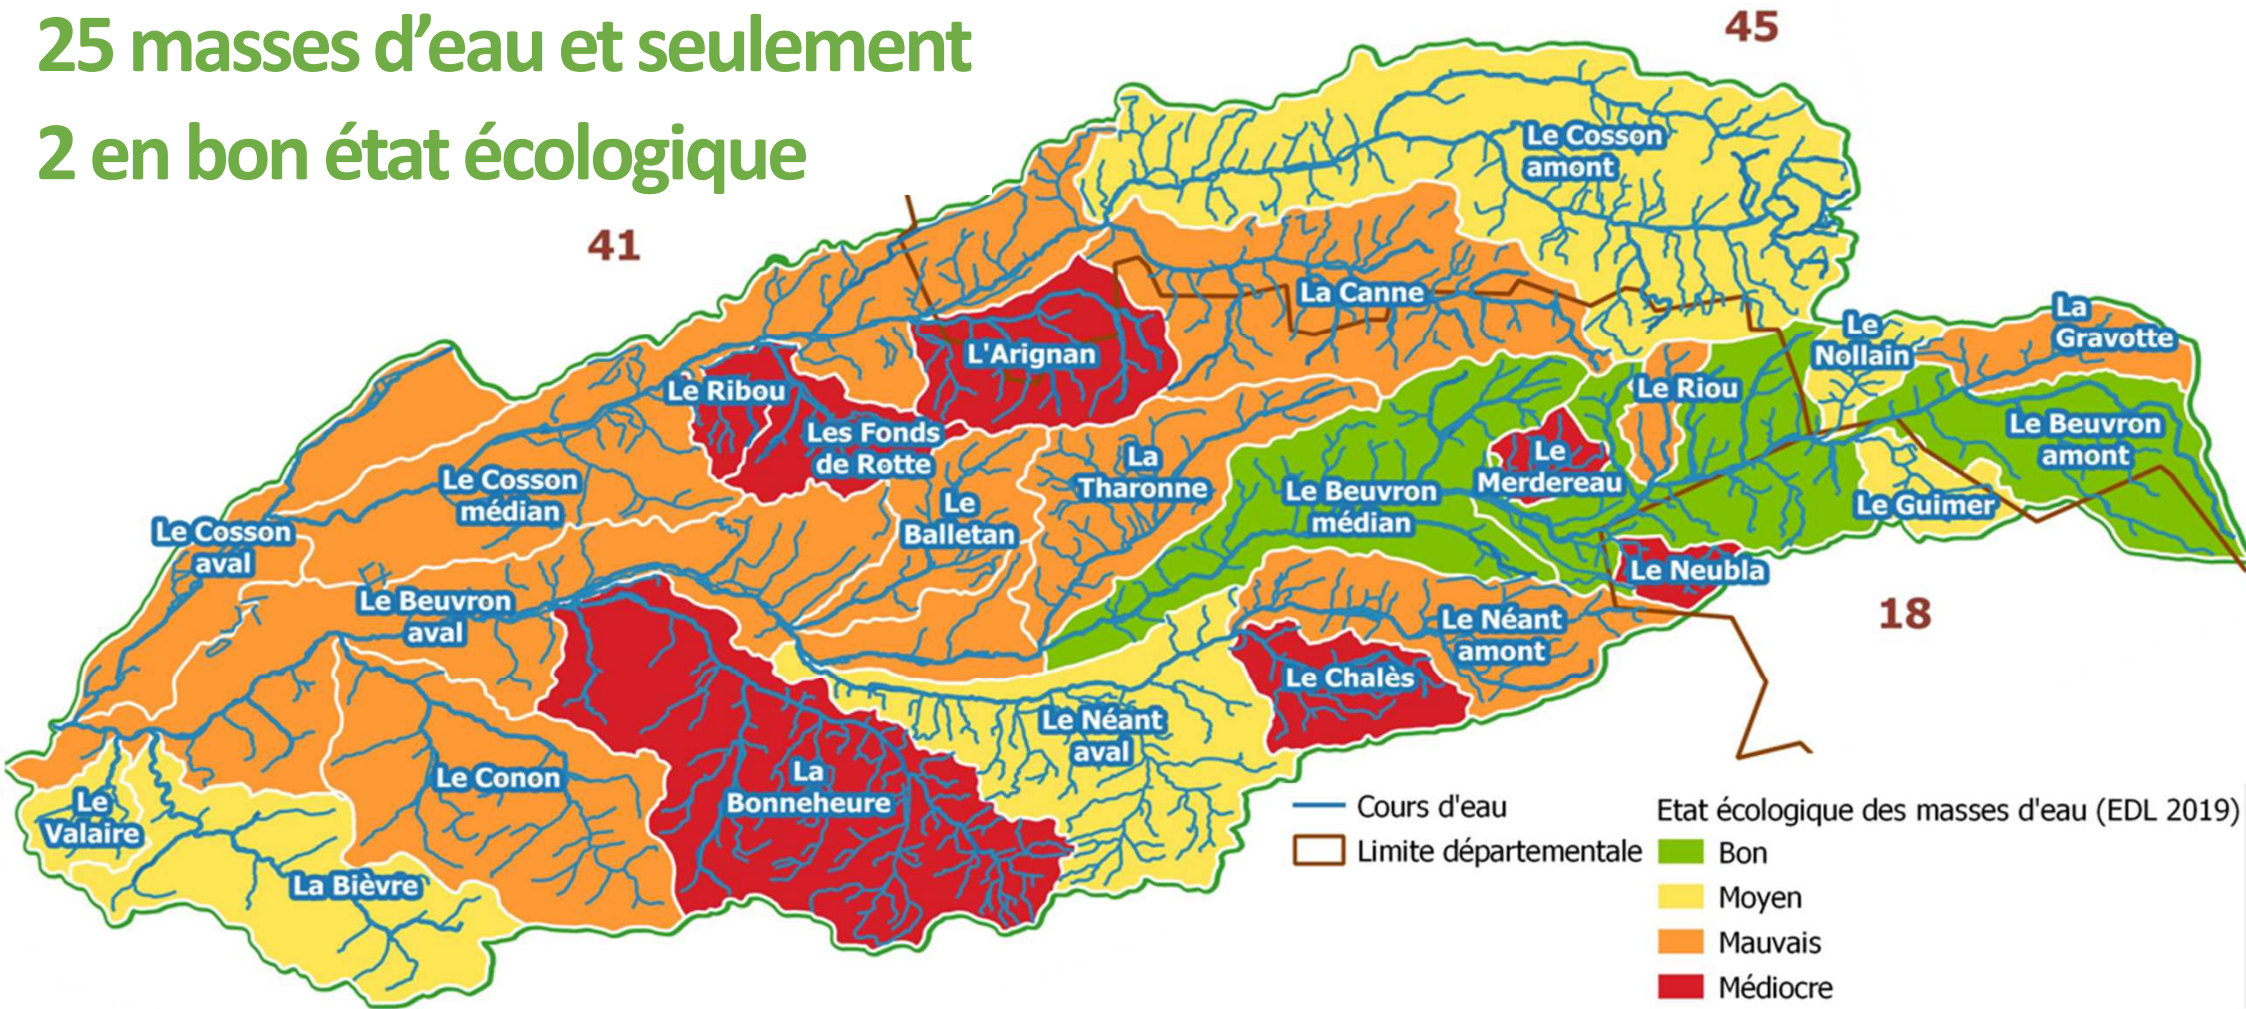 25 masses d’eau et seulement
2 en bon état écologique
45
41
18
Le Cosson
amont
La Canne
L'Arignan
Le Ribou
Les Fonds
de Rotte
Le Cosson
médian
Le Cosson
aval
Le Balletan
La
Tharonne
Le Beuvron
médian
Le
Merdereau
Le Riou
Le
Nollain
La
Gravotte
Le Beuvron
amont
Le Guimer
Le Neubla
Le Beuvron
aval
Le Néant
amont
Le Chalès
Le Néant
aval
Le Conon
La
Bonneheure
Le
Valaire
La Bièvre
Cours d'eau
Limite départementale
Etat écologique des masses d'eau (EDL 2019)
Bon
Moyen
Mauvais
Médiocre